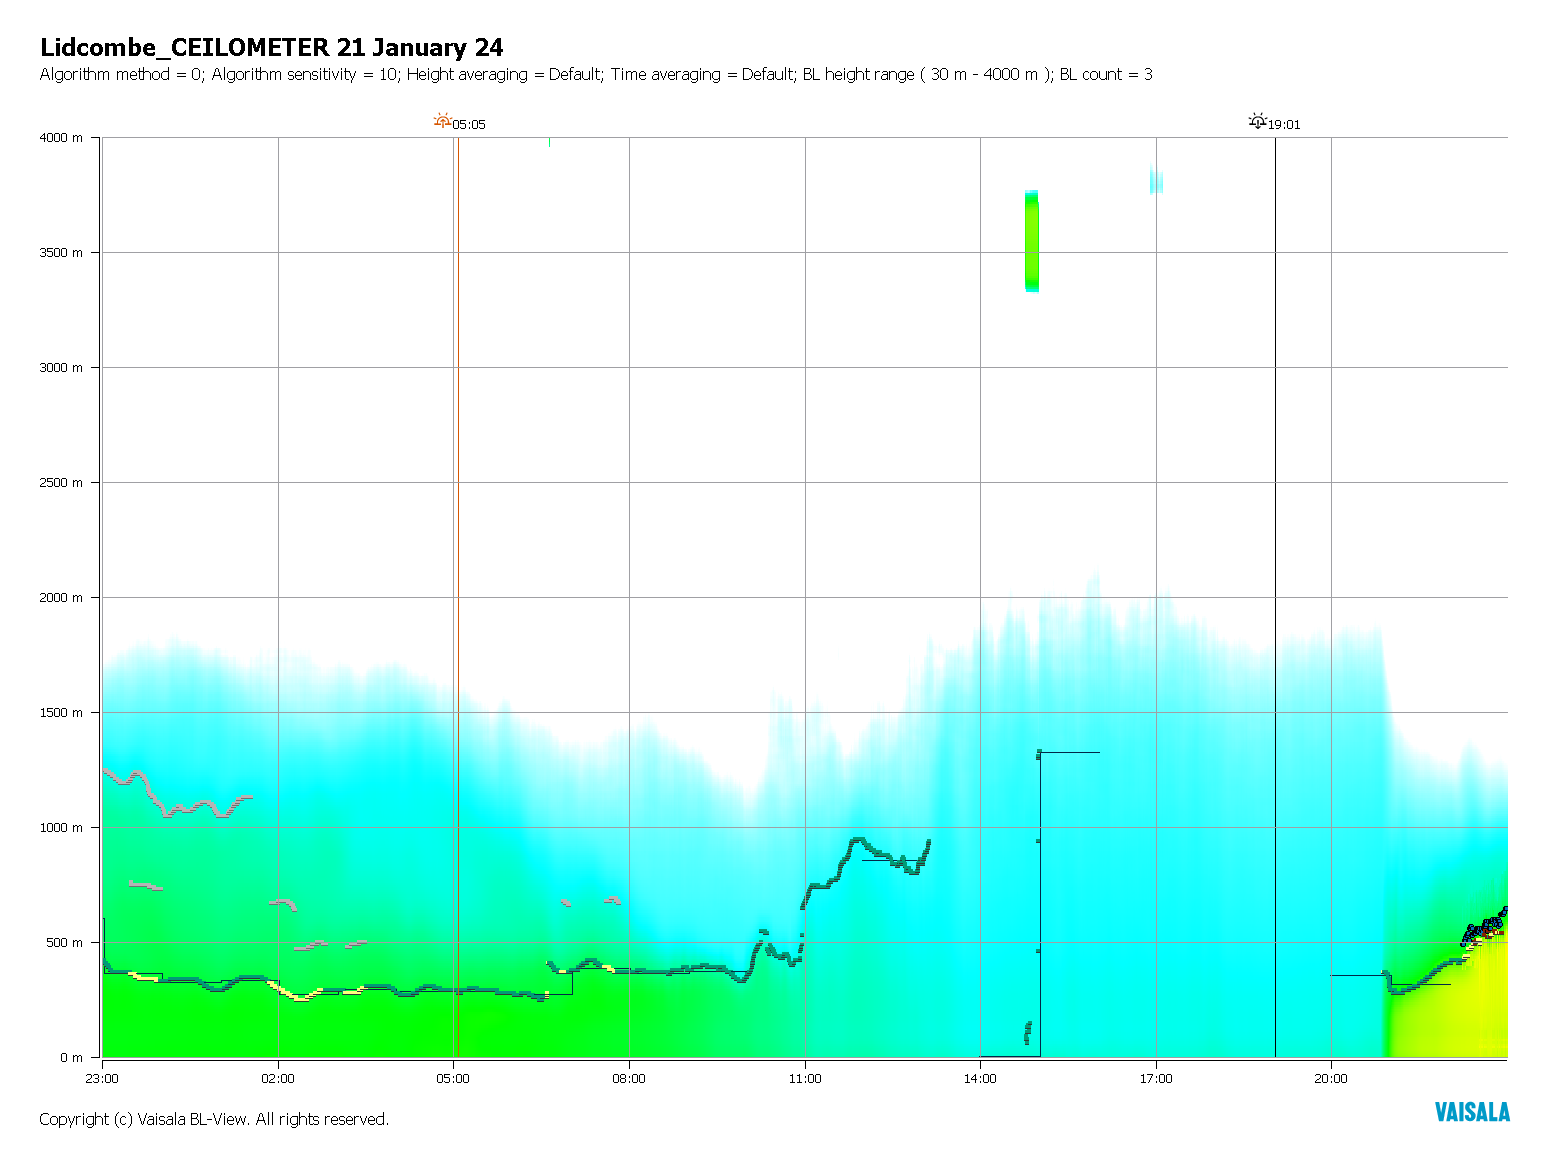 Lidcombe_CEILOMETER 21 January 24
Algorithm method = 0; Algorithm sensitivity = 10; Height averaging = Default; Time averaging = Default; BL height range ( 30 m - 4000 m ); BL count = 3
05:05
19:01
4000 m
3500 m
3000 m
2500 m
2000 m
1500 m
1000 m
500 m
0 m
23:00
02:00
05:00
08:00
11:00
14:00
17:00
20:00
Copyright (c) Vaisala BL-View. All rights reserved.
VAISALA